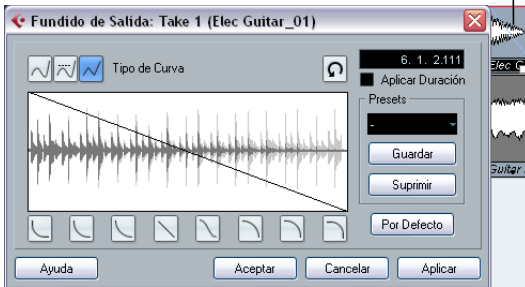 Fundido de Salida: Take 1 (Elec Guitar_01)
Tipo de Curva
6. 1. 2.111
Aplicar Duración
Presets
-
Guardar
Suprimir
Por Defecto
Ayuda
Aceptar
Cancelar
Aplicar
Elec
Guitar